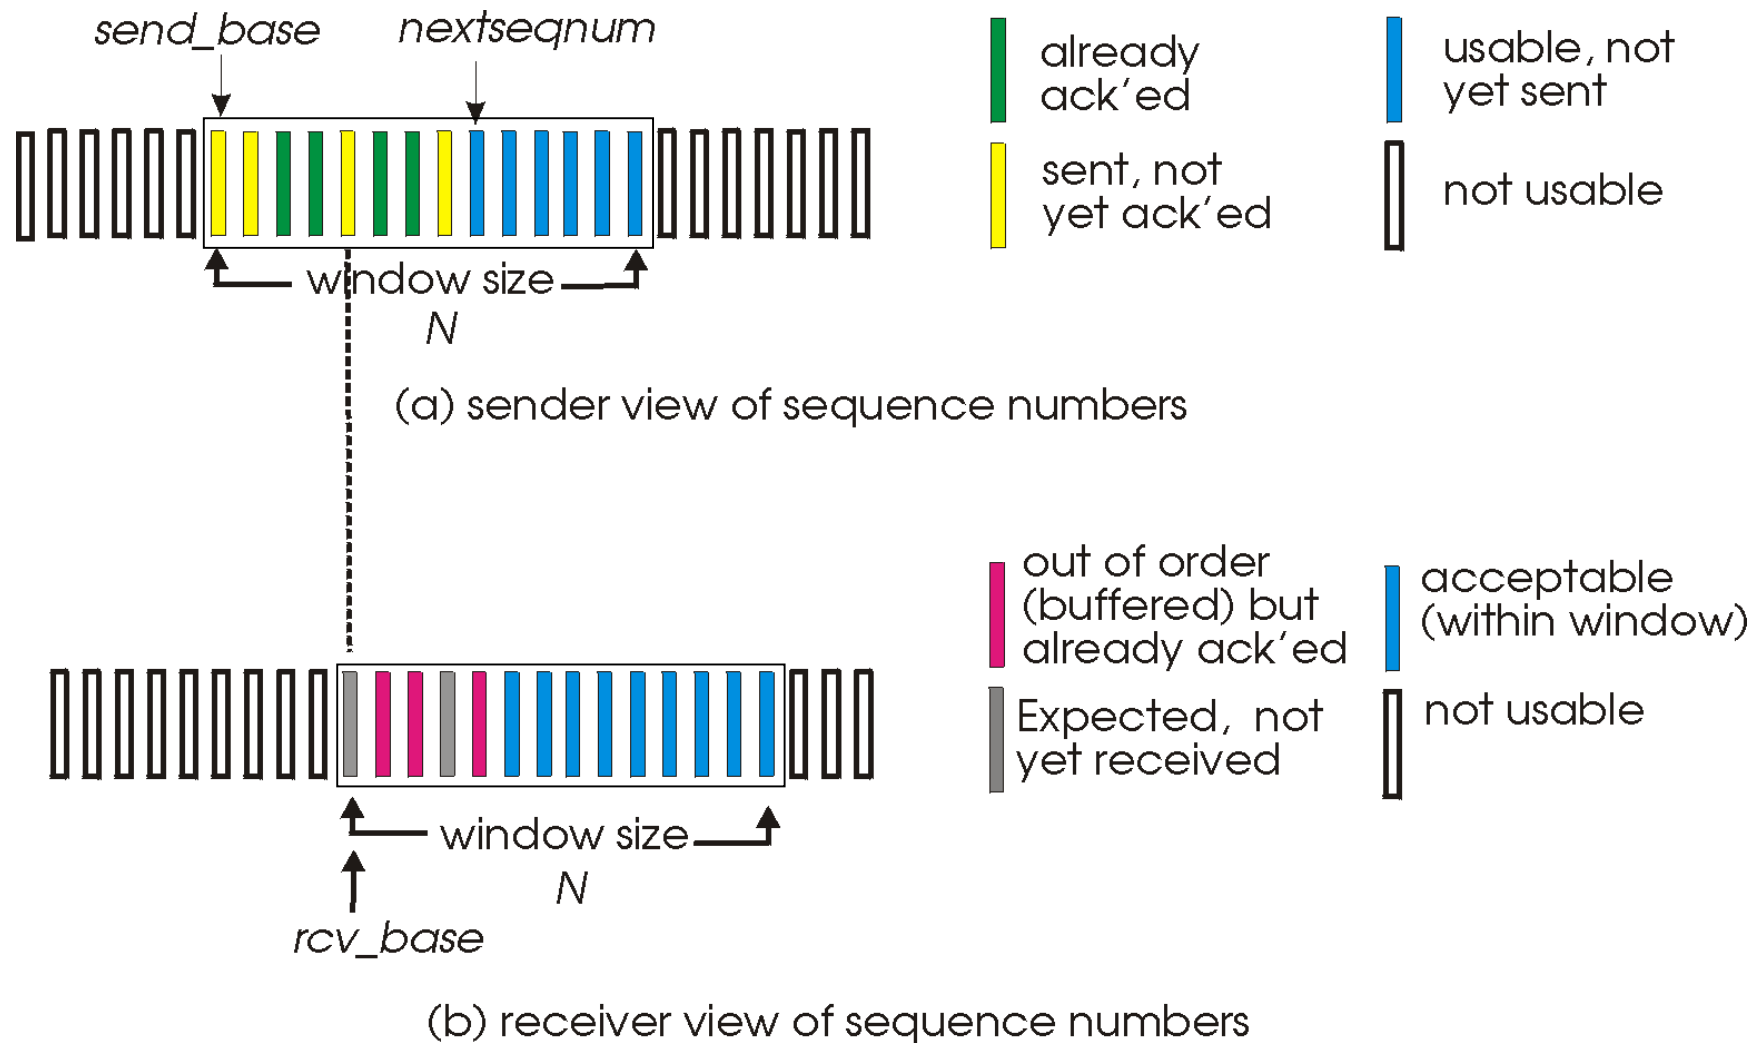 send_base
nextseqnum
already
ack’ed
usable, not
yet sent
sent, not
yet ack’ed
not usable
window size
N
(a) sender view of sequence numbers
out of order
(buffered) but
already ack’ed
acceptable
(within window)
Expected, not
yet received
not usable
window size
N
rcv_base
(b) receiver view of sequence numbers